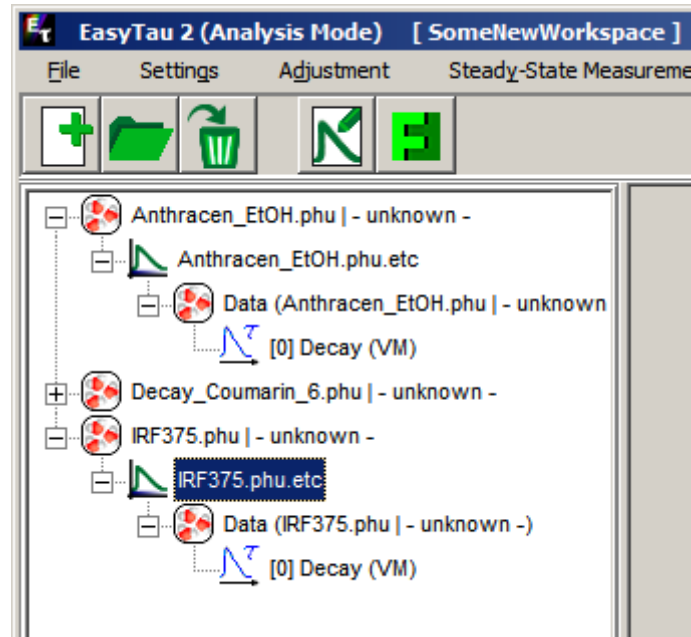 EasyTau 2 (Analysis Mode) [ SomeNewWorkspace ]
File Settings Adjustment Steady-State Measureme
Anthracen_EtOH.phu | - unknown -
Anthracen_EtOH.phu.etc
Data (Anthracen_EtOH.phu | - unknown
[0] Decay (VM)
Decay_Coumarin_6.phu | - unknown -
IRF375.phu | - unknown -
IRF375.phu.etc
Data (IRF375.phu | - unknown -)
[0] Decay (VM)